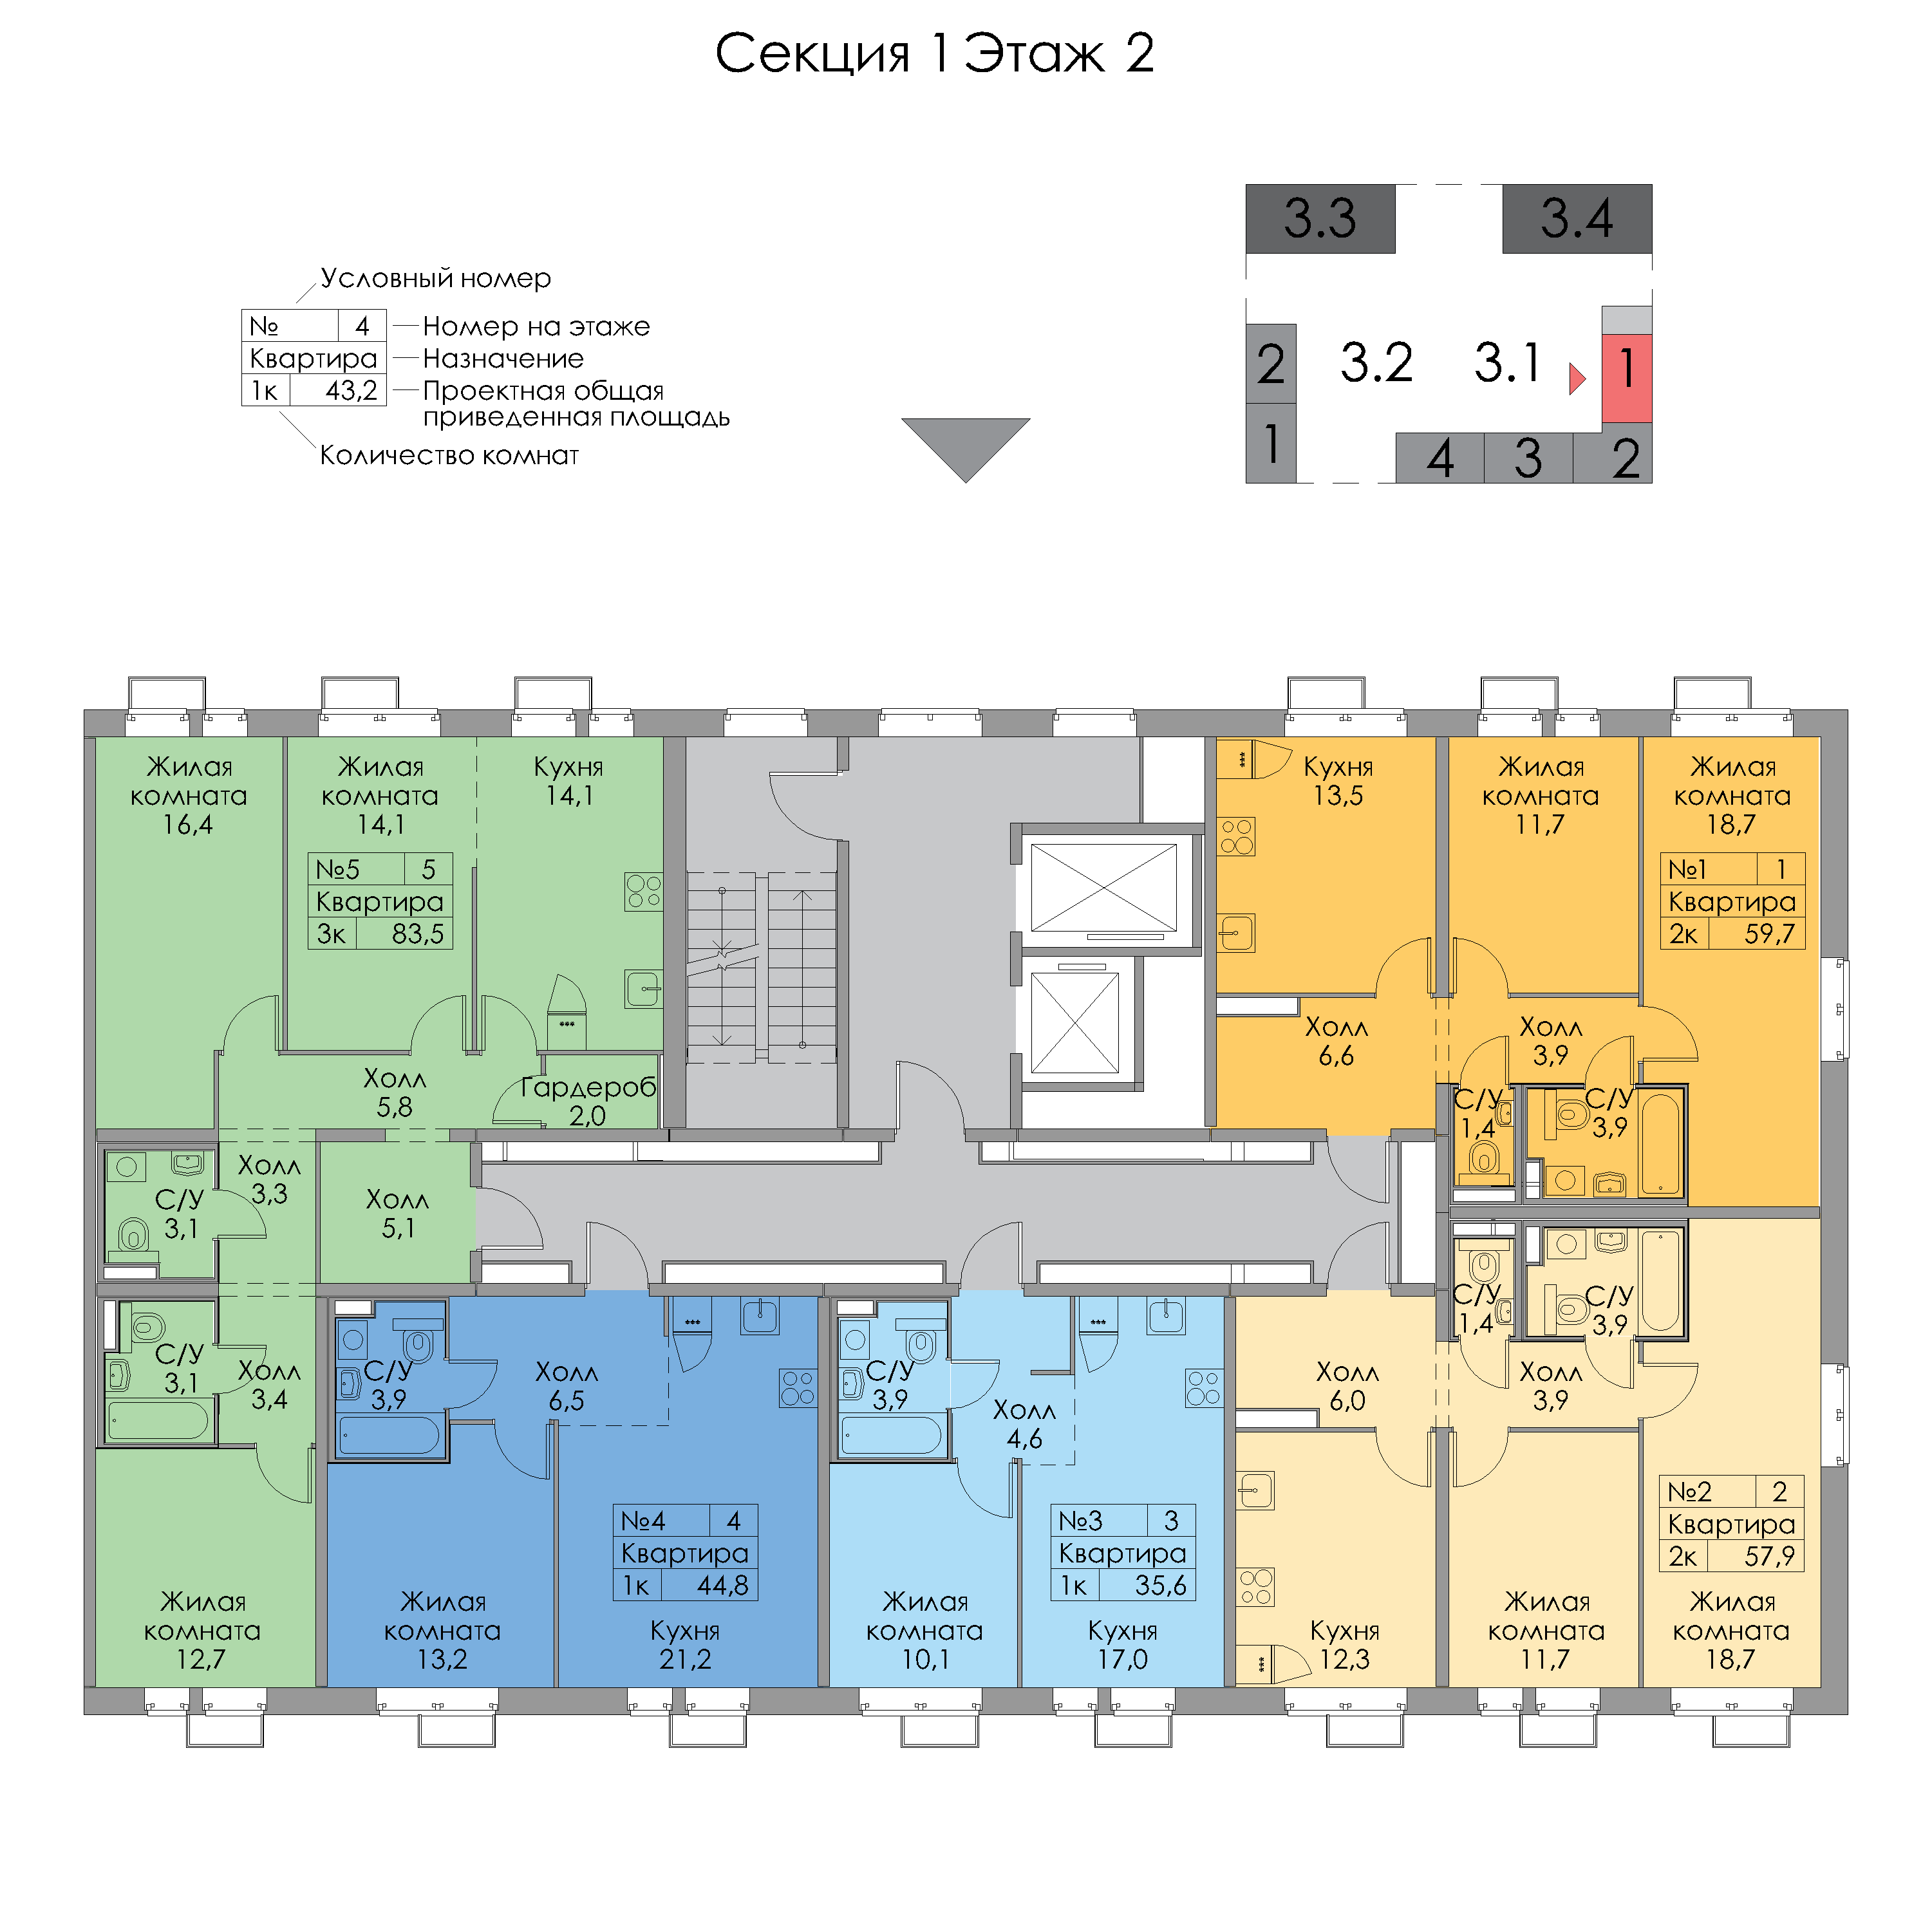 Секция 1 Этаж 2
3.3
3.4
3.2
3.1
2
1
1
4
3
2
Условный номер
№ 4
Номер на этаже
Квартира
Назначение
1к 43,2
Проектная общая
приведенная площадь
Количество комнат
Жилая
комната
16,4
Жилая
комната
14,1
Кухня
14,1
№5 5
Квартира
3к 83,5
Холл
5,8
Гардероб
2,0
Холл
3,3
С/У
3,1
Холл
5,1
С/У
3,1
Холл
3,4
Жилая
комната
12,7
Кухня
13,5
Жилая
комната
11,7
Жилая
комната
18,7
№1 1
Квартира
2к 59,7
Холл
6,6
Холл
3,9
С/У
1,4
С/У
3,9
С/У
3,9
Холл
6,5
№4 4
Квартира
1к 44,8
Жилая
комната
13,2
Кухня
21,2
С/У
3,9
Холл
4,6
№3 3
Квартира
1к 35,6
Жилая
комната
10,1
Кухня
17,0
С/У
1,4
С/У
3,9
Холл
6,0
Холл
3,9
№2 2
Квартира
2к 57,9
Кухня
12,3
Жилая
комната
11,7
Жилая
комната
18,7